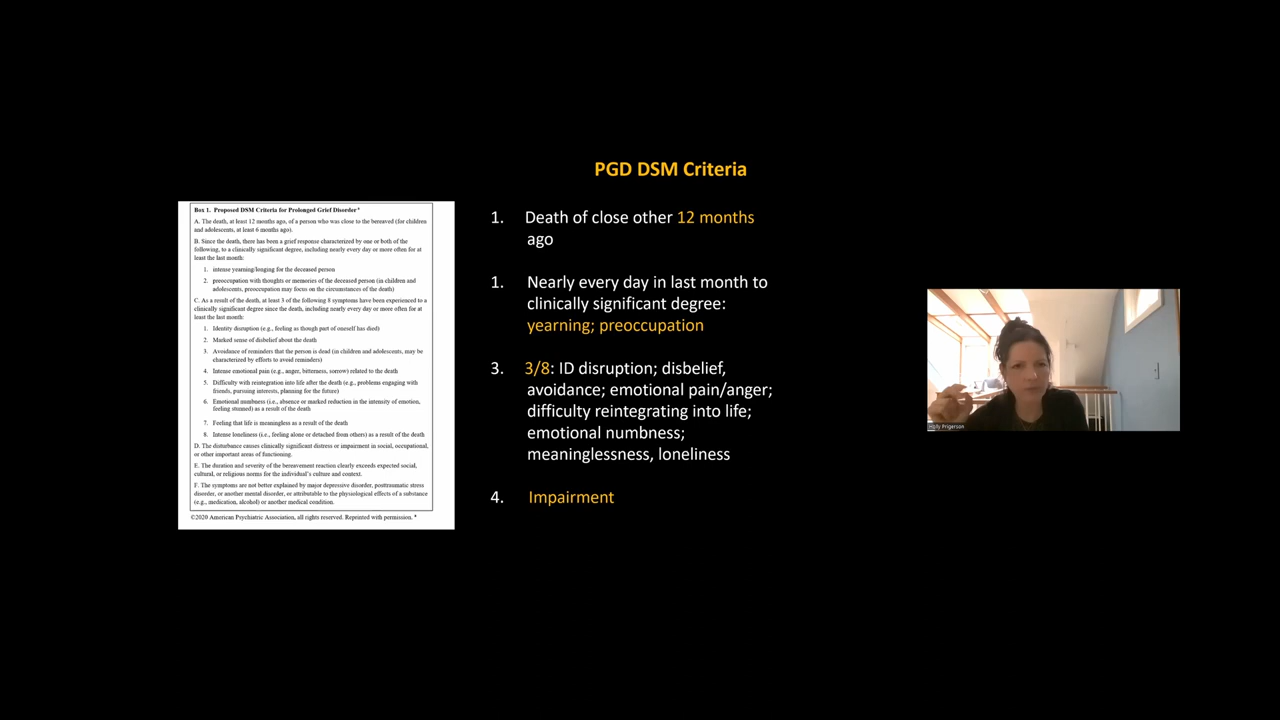 PGD DSM Criteria
Box 1. Proposed DSM Criteria for Prolonged Grief Disorder*
A. The death, at least 12 months ago, of a person who was close to the bereaved (for children
and adolescents, at least 6 months ago).
B. Since the death, there has been a grief response characterized by one or both of the
following, to a clinically significant degree, including nearly every day or more often for at
least the last month:
1. intense yearning/longing for the deceased person
2. preoccupation with thoughts or memories of the deceased person (in children and
adolescents, preoccupation may focus on the circumstances of the death)
C. As a result of the death, at least 3 of the following 8 symptoms have been experienced to a
clinically significant degree since the death, including nearly every day or more often for at
least the last month:
1. Identity disruption (e.g., feeling as though part of oneself has died)
2. Marked sense of disbelief about the death
3. Avoidance of reminders that the person is dead (in children and adolescents, may be
characterized by efforts to avoid reminders)
4. Intense emotional pain (e.g., anger, bitterness, sorrow) related to the death
5. Difficulty with reintegration into life after the death (e.g., problems engaging with
friends, pursuing interests, planning for the future)
6. Emotional numbness (i.e., absence or marked reduction in the intensity of emotion,
feeling stunned) as a result of the death
7. Feeling that life is meaningless as a result of the death
8. Intense loneliness (i.e., feeling alone or detached from others) as a result of the death
D. The disturbance causes clinically significant distress or impairment in social, occupational,
or other important areas of functioning.
E. The duration and severity of the bereavement reaction clearly exceeds expected social,
cultural, or religious norms for the individual's culture and context.
F. The symptoms are not better explained by major depressive disorder, posttraumatic stress
disorder, or another mental disorder, or attributable to the physiological effects of a substance
(e.g., medication, alcohol) or another medical condition.
©2020 American Psychiatric Association, all rights reserved. Reprinted with permission. *
1. Death of close other 12 months
ago
1. Nearly every day in last month to
clinically significant degree:
yearning; preoccupation
3. 3/8: ID disruption; disbelief,
avoidance; emotional pain/anger;
difficulty reintegrating into life;
emotional numbness;
meaninglessness, loneliness
4. Impairment
Holly Prigerson